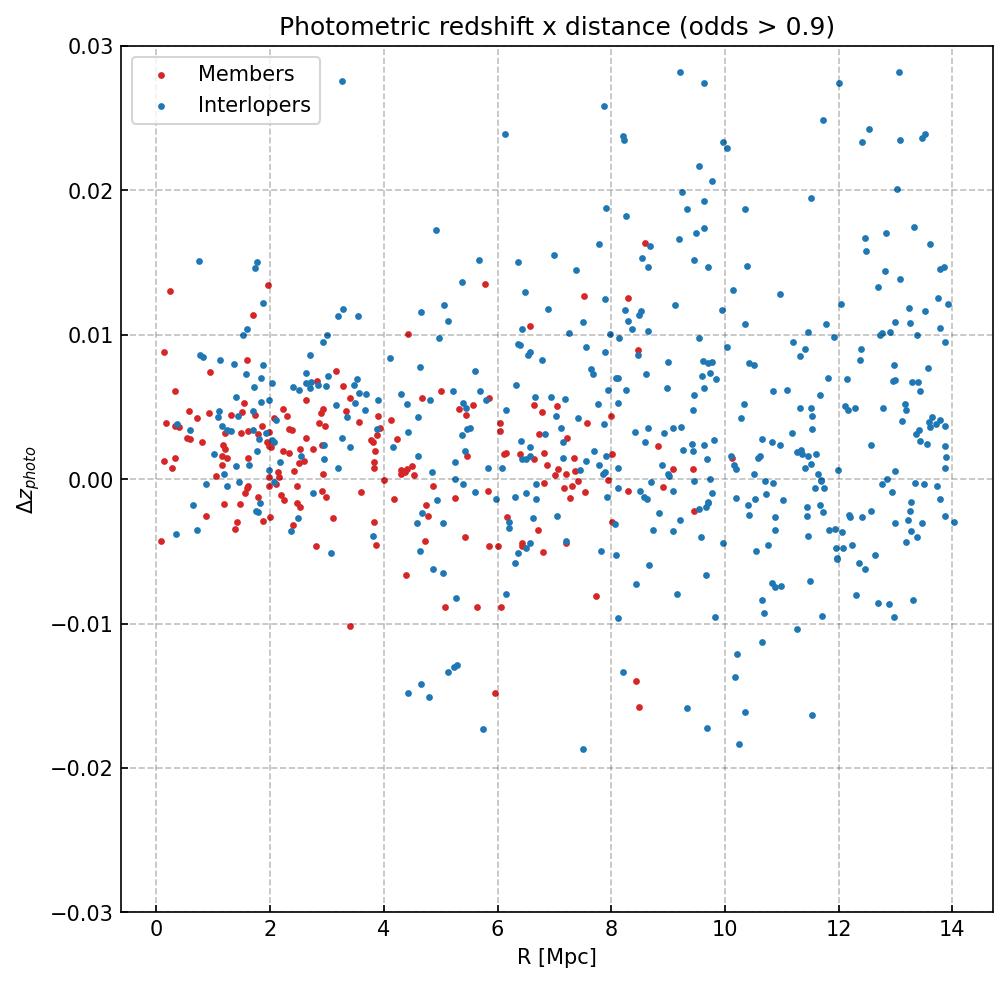 Photometric redshift x distance (odds > 0.9)
Members
Interlopers
0.03
0.02
0.01
0.00
−0.01
−0.02
−0.03
Δz_photo
0 2 4 6 8 10 12 14
R [Mpc]